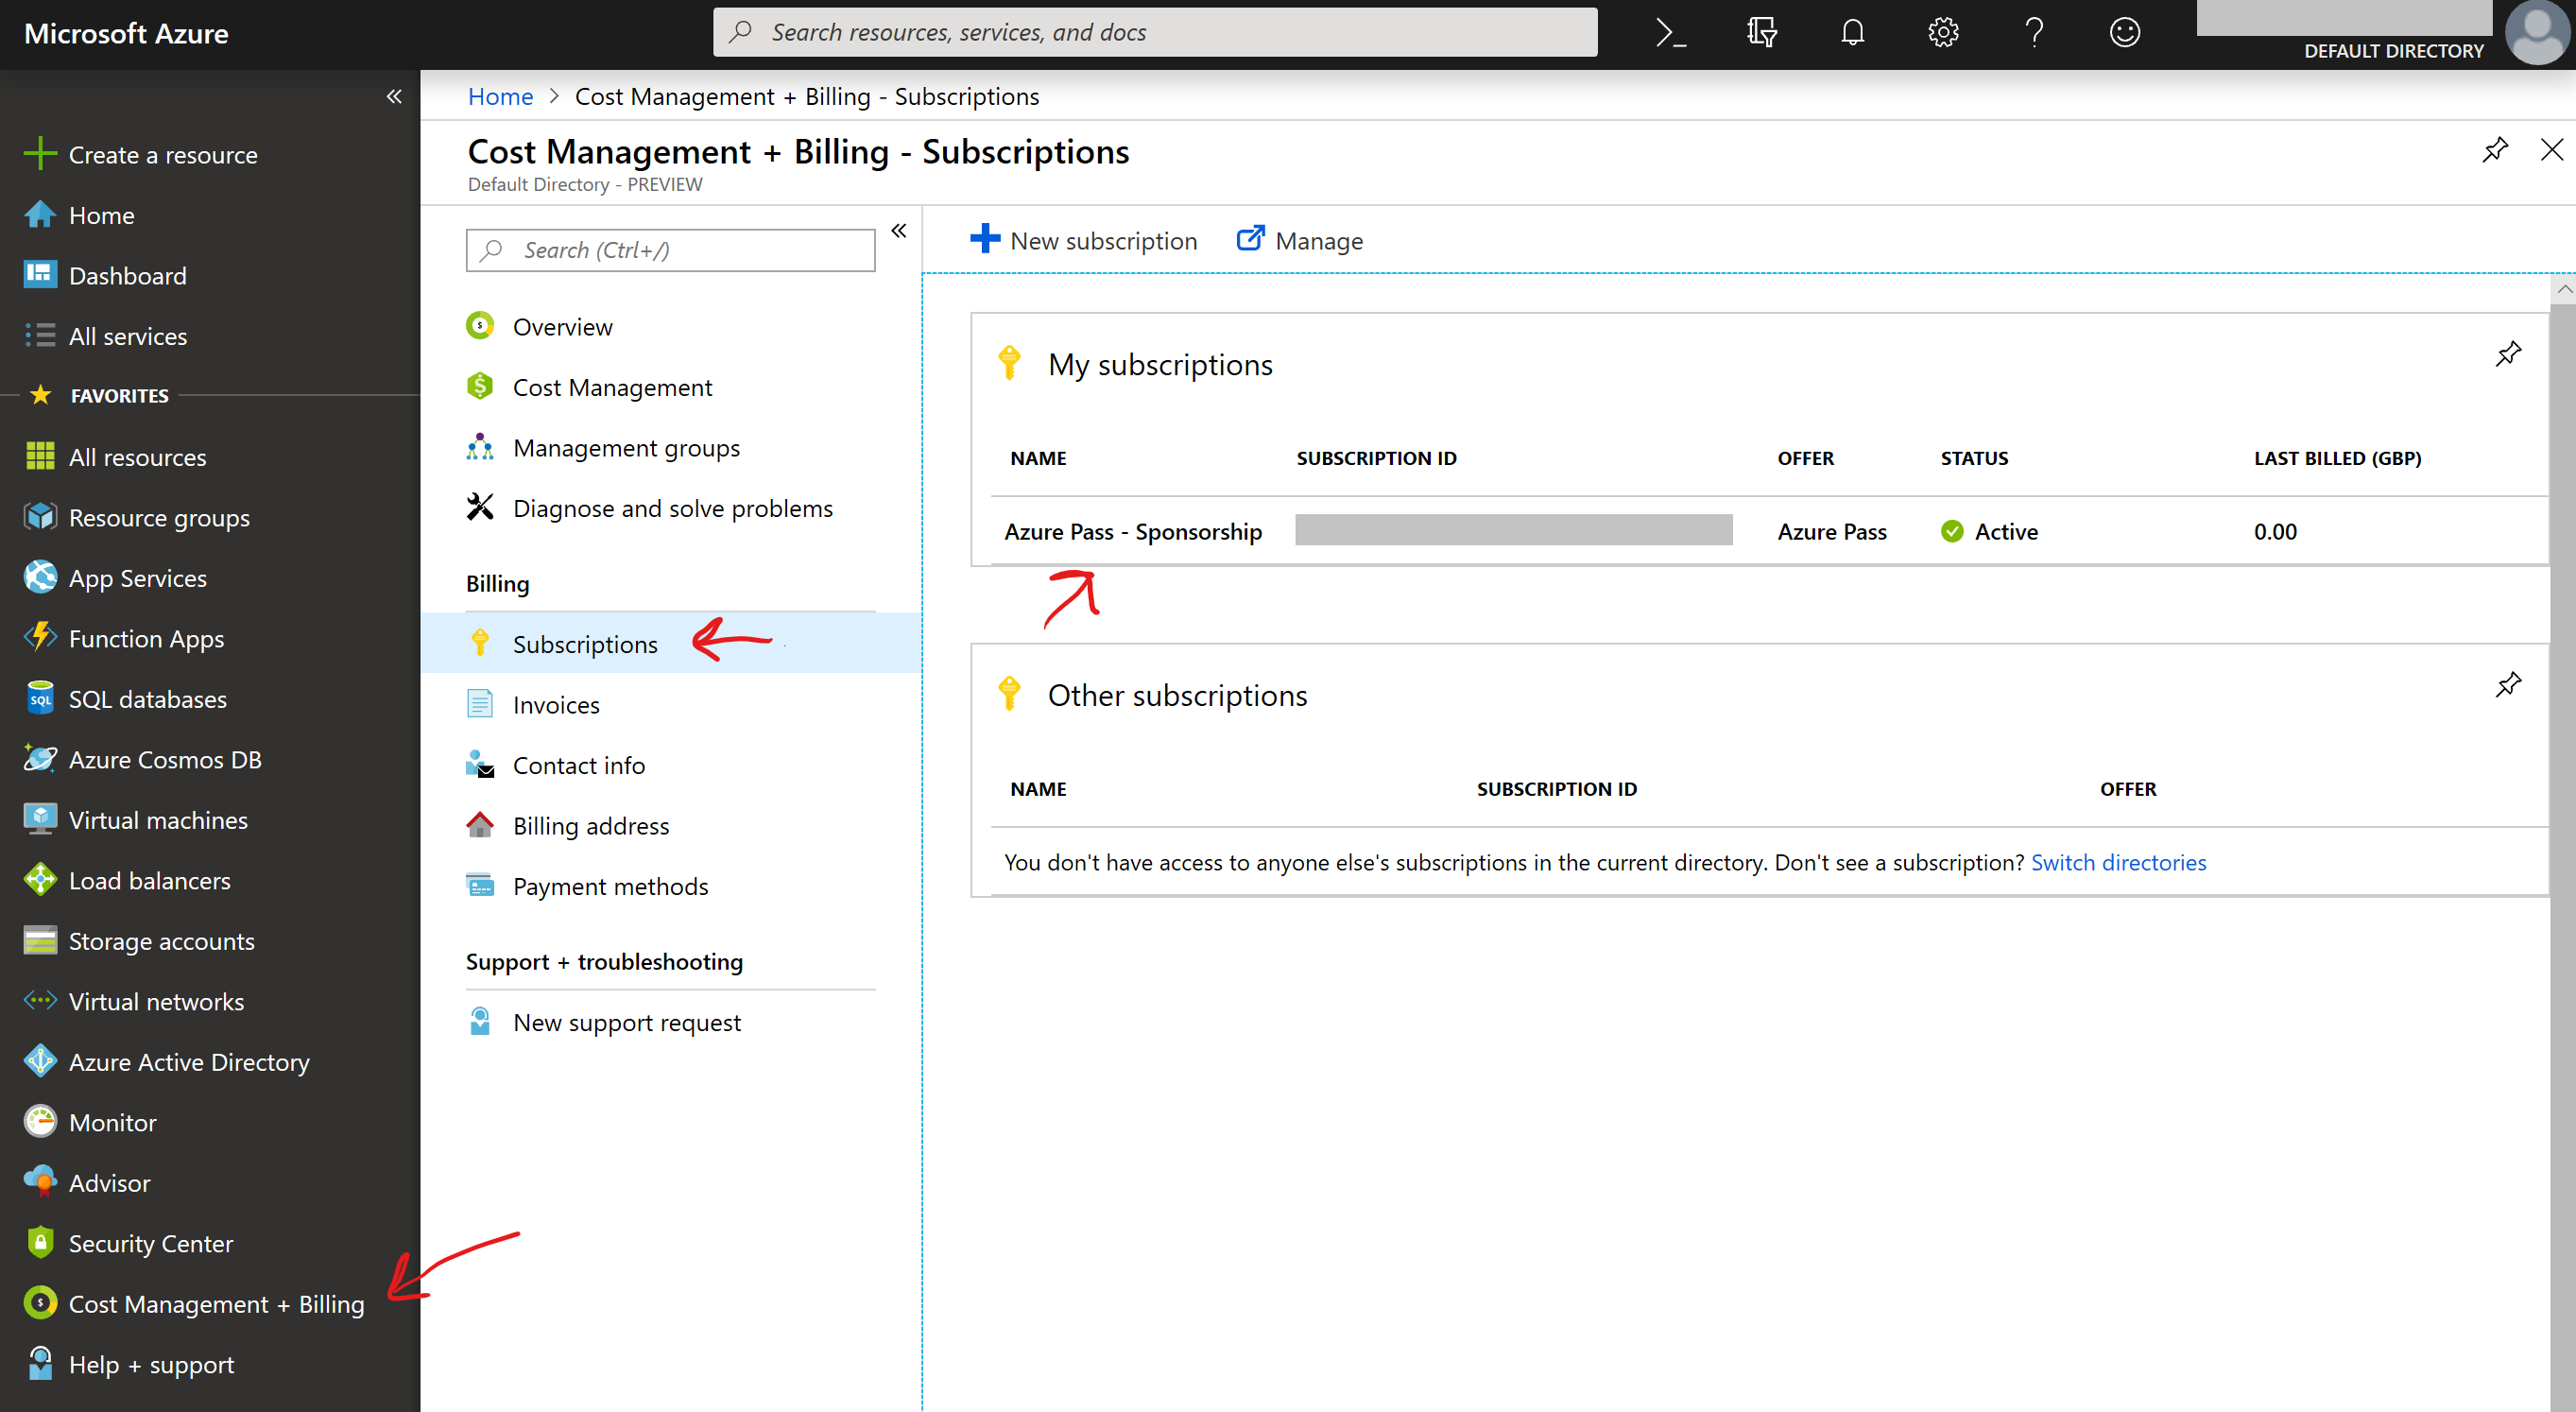 Microsoft Azure
Search resources, services, and docs
DEFAULT DIRECTORY
Create a resource
Home
Dashboard
All services
FAVORITES
All resources
Resource groups
App Services
Function Apps
SQL databases
Azure Cosmos DB
Virtual machines
Load balancers
Storage accounts
Virtual networks
Azure Active Directory
Monitor
Advisor
Security Center
Cost Management + Billing
Help + support
Home > Cost Management + Billing - Subscriptions
Cost Management + Billing - Subscriptions
Default Directory - PREVIEW
Search (Ctrl+/)
Overview
Cost Management
Management groups
Diagnose and solve problems
Billing
Subscriptions
Invoices
Contact info
Billing address
Payment methods
Support + troubleshooting
New support request
New subscription Manage
My subscriptions
NAME SUBSCRIPTION ID OFFER STATUS LAST BILLED (GBP)
Azure Pass - Sponsorship Azure Pass Active 0.00
Other subscriptions
NAME SUBSCRIPTION ID OFFER
You don't have access to anyone else's subscriptions in the current directory. Don't see a subscription? Switch directories